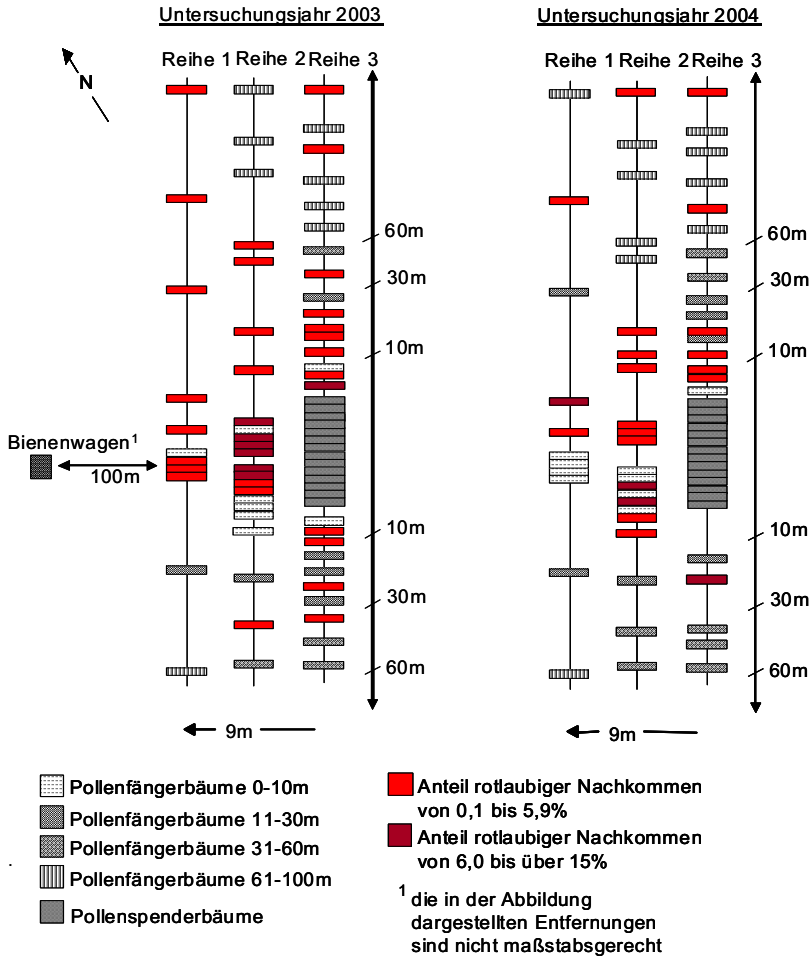 Untersuchungsjahr 2003
Untersuchungsjahr 2004
Reihe 1 Reihe 2 Reihe 3
Reihe 1 Reihe 2 Reihe 3
N
60m
30m
10m
10m
30m
60m
60m
30m
10m
10m
30m
60m
Bienenwagen¹
100m
9m
9m
Pollenfängerbäume 0-10m
Pollenfängerbäume 11-30m
Pollenfängerbäume 31-60m
Pollenfängerbäume 61-100m
Pollenspenderbäume
Anteil rotlaubiger Nachkommen
von 0,1 bis 5,9%
Anteil rotlaubiger Nachkommen
von 6,0 bis über 15%
¹ die in der Abbildung
dargestellten Entfernungen
sind nicht maßstabsgerecht